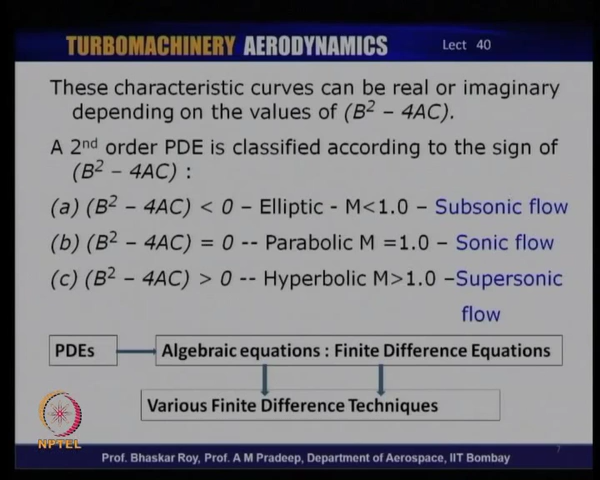 TURBOMACHINERY AERODYNAMICS Lect 40
These characteristic curves can be real or imaginary
depending on the values of (B² – 4AC).
A 2nd order PDE is classified according to the sign of
(B² – 4AC) :
(a) (B² – 4AC) < 0 – Elliptic - M<1.0 – Subsonic flow
(b) (B² – 4AC) = 0 -- Parabolic M =1.0 – Sonic flow
(c) (B² – 4AC) > 0 -- Hyperbolic M>1.0 –Supersonic
flow
PDEs Algebraic equations : Finite Difference Equations
Various Finite Difference Techniques
NPTEL
Prof. Bhaskar Roy, Prof. A M Pradeep, Department of Aerospace, IIT Bombay
7